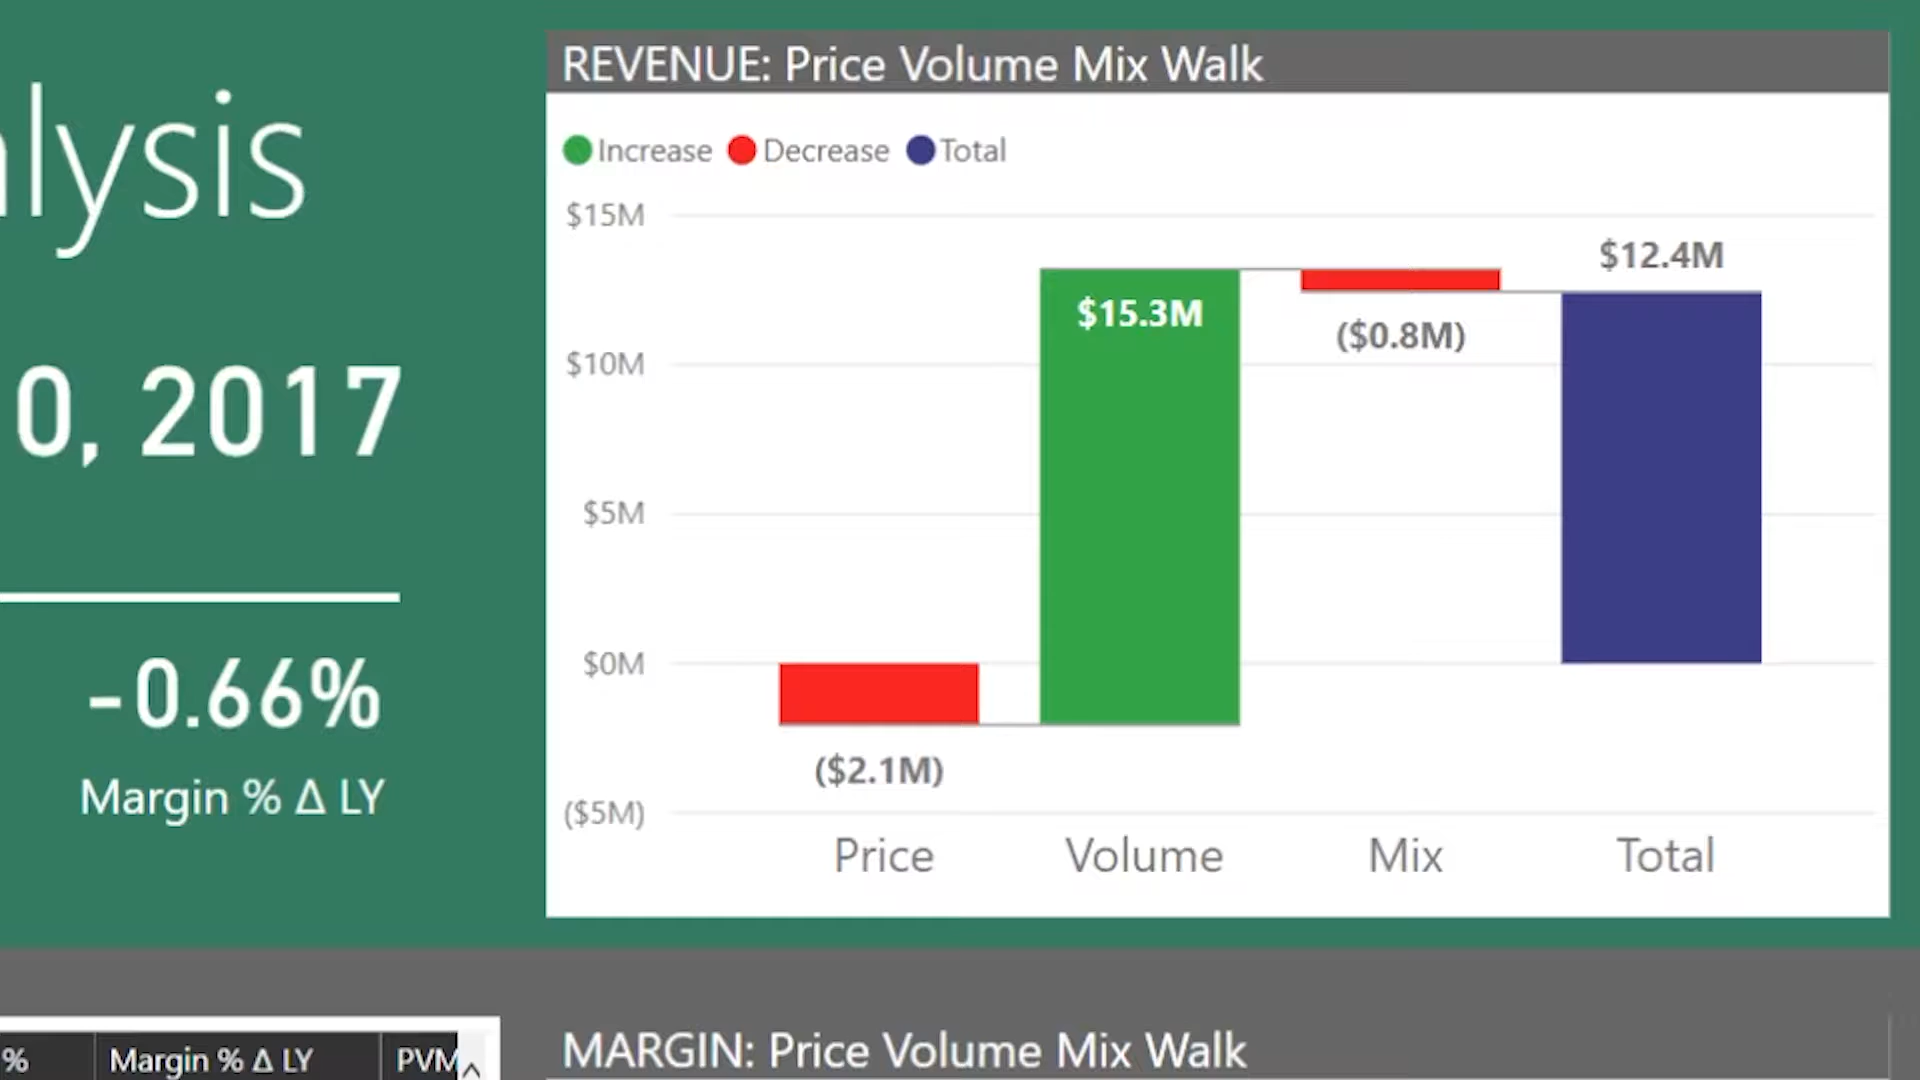 lysis
0, 2017
-0.66%
Margin % Δ LY
REVENUE: Price Volume Mix Walk
Increase Decrease Total
$15M
$10M
$5M
$0M
($5M)
($2.1M)
$15.3M
($0.8M)
$12.4M
Price Volume Mix Total
% Margin % Δ LY PVM
MARGIN: Price Volume Mix Walk